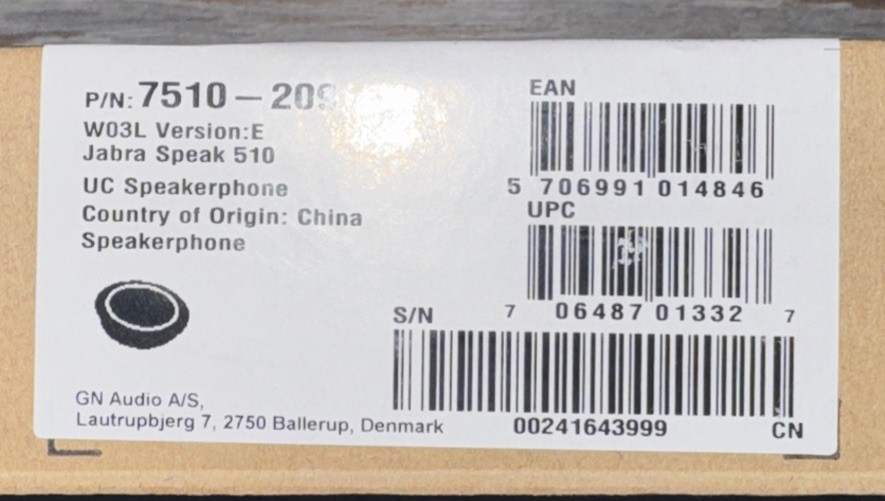 P/N: 7510 – 209
W03L Version:E
Jabra Speak 510
UC Speakerphone
Country of Origin: China
Speakerphone
EAN
5 706991 014846
UPC
7 06487 01332 7
S/N
00241643999
CN
GN Audio A/S,
Lautrupbjerg 7, 2750 Ballerup, Denmark